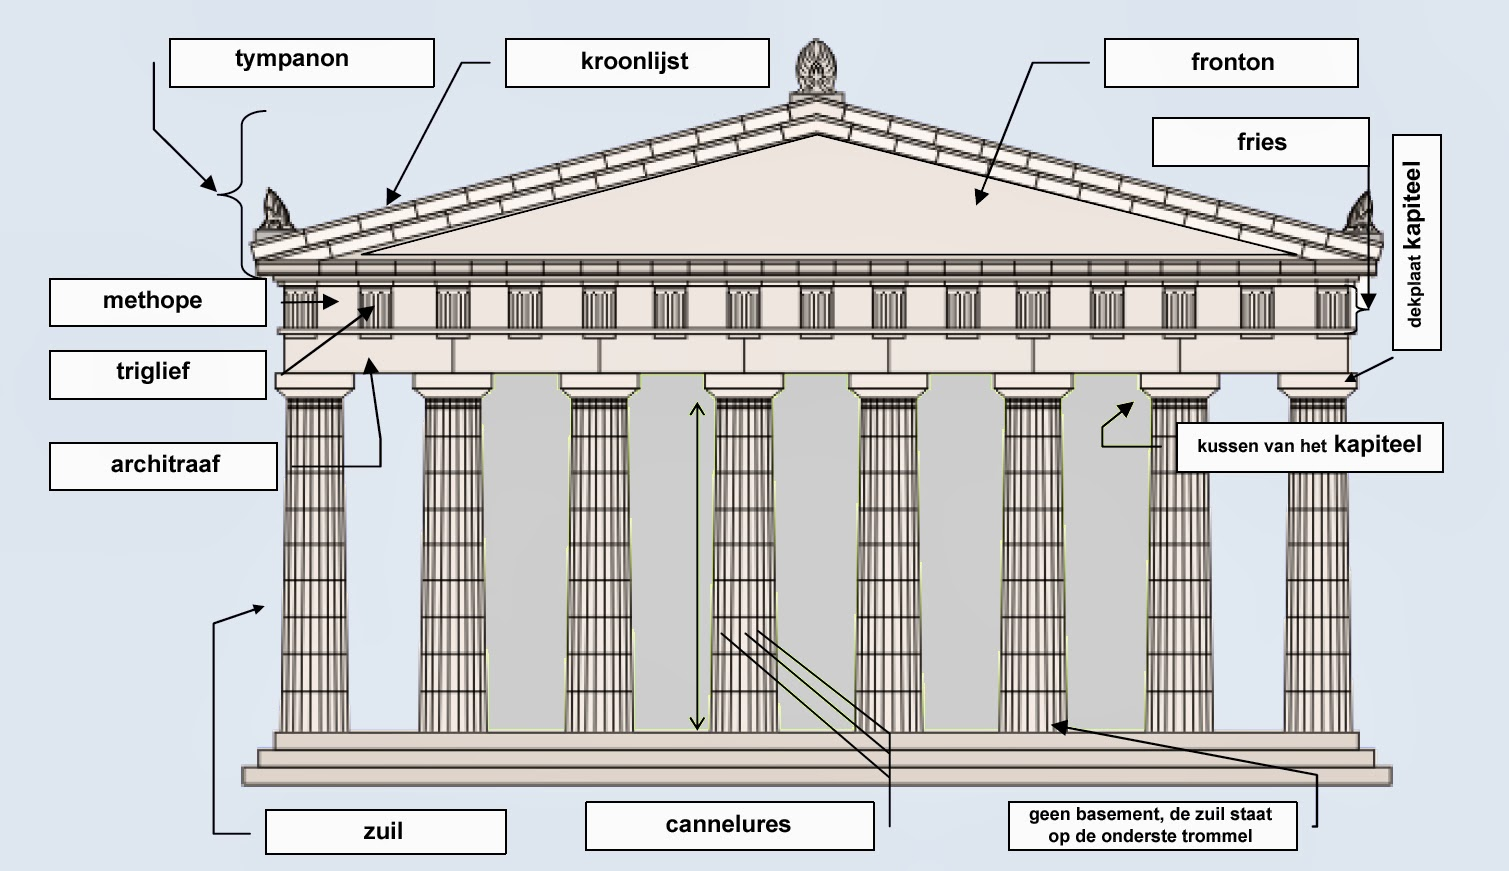 tympanon
kroonlijst
fronton
fries
dekplaat kapiteel
methope
triglief
architraaf
kussen van het kapiteel
zuil
cannelures
geen basement, de zuil staat
op de onderste trommel